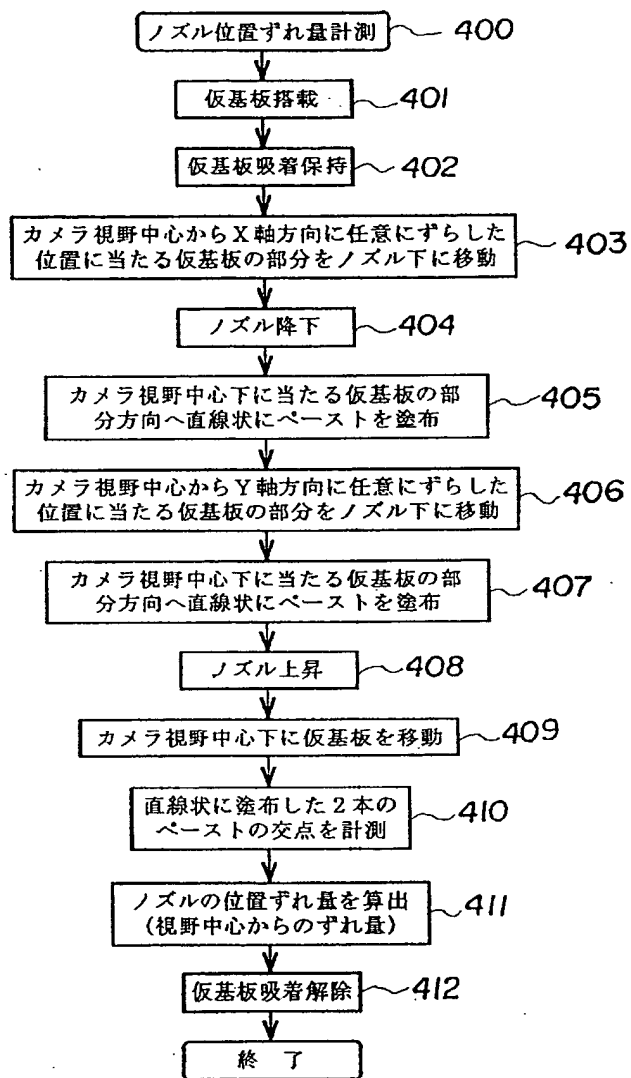 ノズル位置ずれ量計測 400
仮基板搭載 401
仮基板吸着保持 402
カメラ視野中心からX軸方向に任意にずらした
位置に当たる仮基板の部分をノズル下に移動 403
ノズル降下 404
カメラ視野中心下に当たる仮基板の部
分方向へ直線状にペーストを塗布 405
カメラ視野中心からY軸方向に任意にずらした
位置に当たる仮基板の部分をノズル下に移動 406
カメラ視野中心下に当たる仮基板の部
分方向へ直線状にペーストを塗布 407
ノズル上昇 408
カメラ視野中心下に仮基板を移動 409
直線状に塗布した2本の
ペーストの交点を計測 410
ノズルの位置ずれ量を算出
(視野中心からのずれ量) 411
仮基板吸着解除 412
終 了